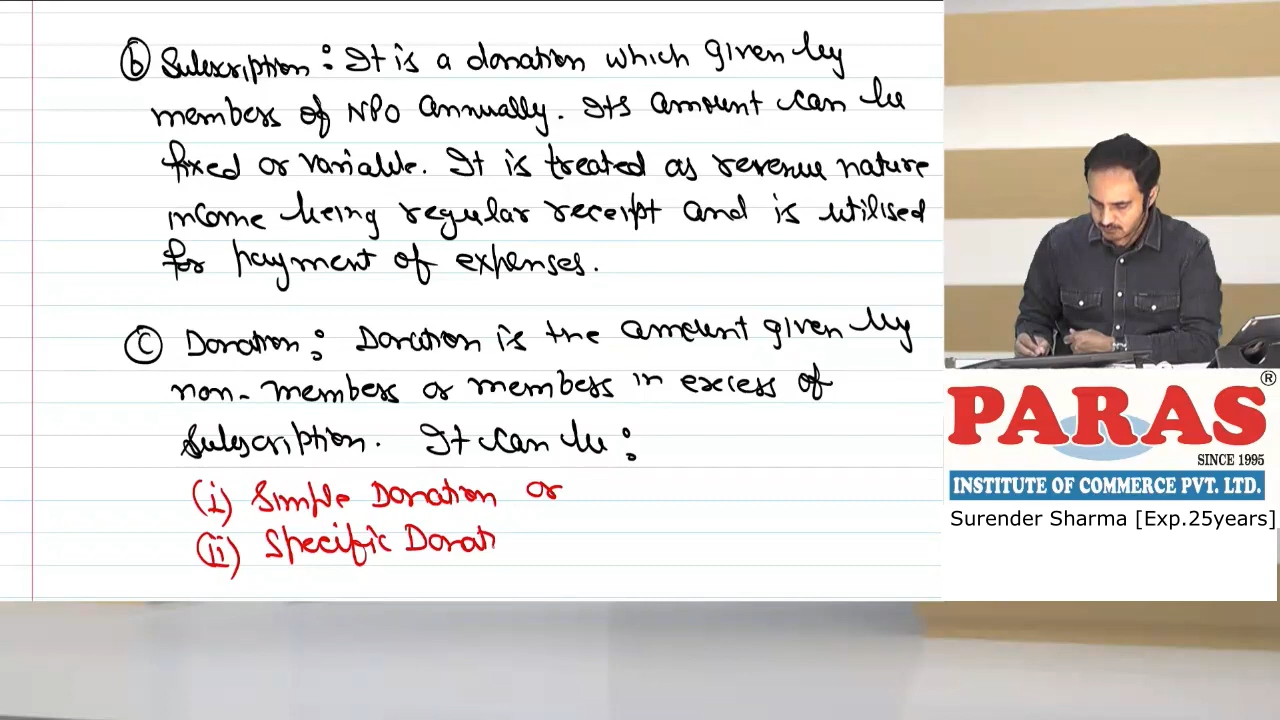 (b) Subscription: It is a donation which given by
members of NPO annually. Its amount can be
fixed or variable. It is treated as revenue nature
income being regular receipt and is utilised
for payment of expenses.
(c) Donation: Donation is the amount given by
non-members or members in excess of
subscription. It can be:
(i) Simple Donation or
(ii) Specific Donat
PARAS®
SINCE 1995
INSTITUTE OF COMMERCE PVT. LTD.
Surender Sharma [Exp.25years]